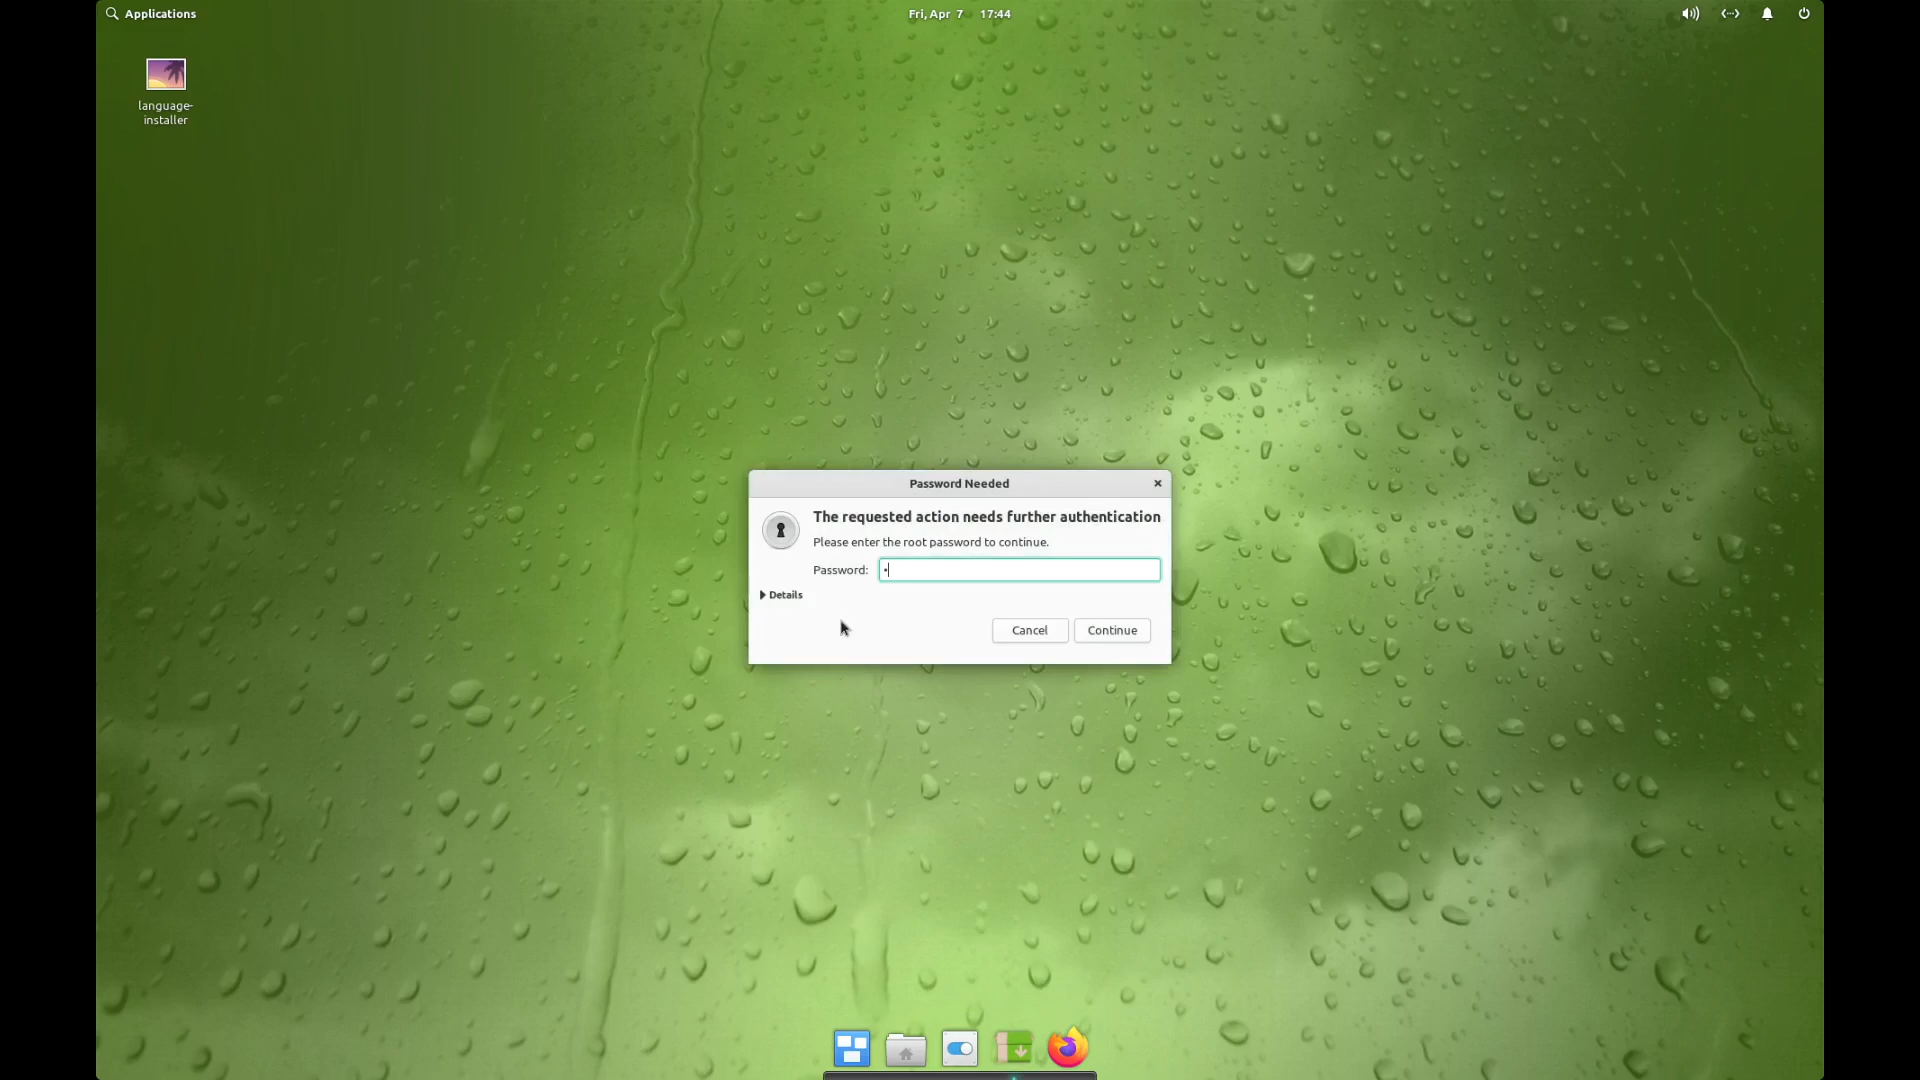 Applications
Fri, Apr 7 17:44
language-
installer
Password Needed
The requested action needs further authentication
Please enter the root password to continue.
Password: •
Details
Cancel Continue